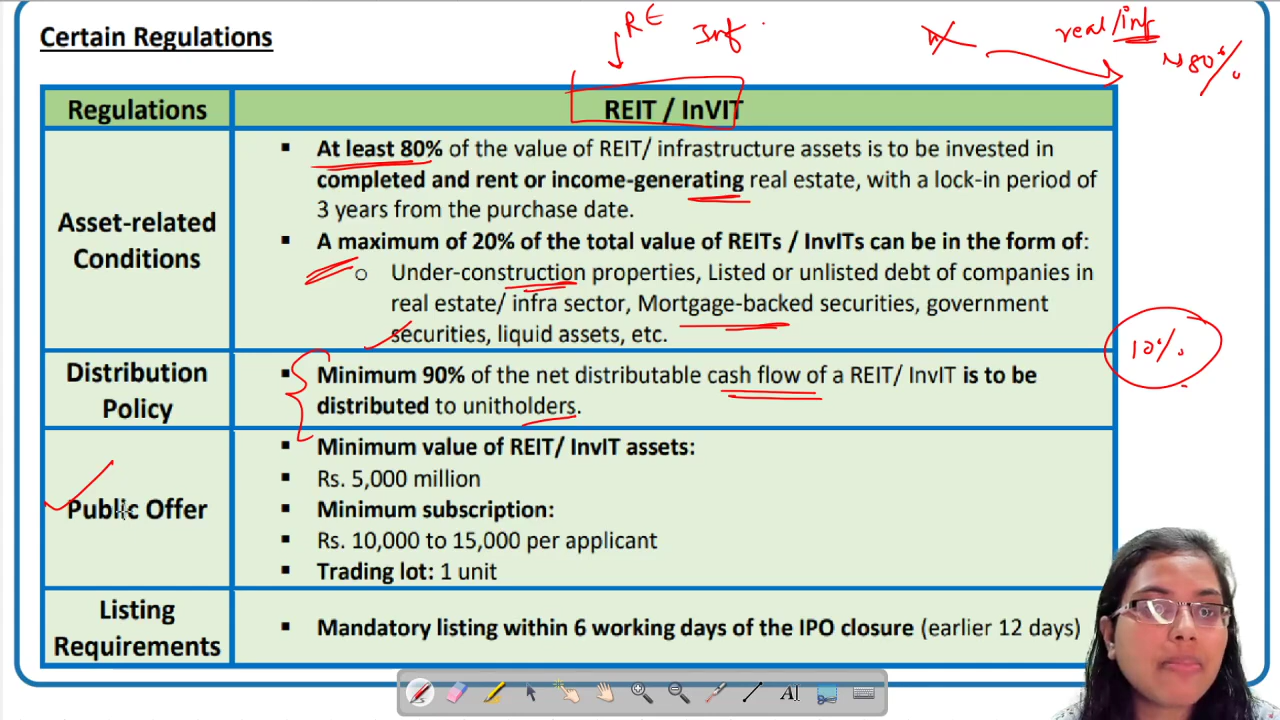 Certain Regulations
RE
Inf
real/inf
80%
Regulations
REIT / InVIT
Asset-related
Conditions
▪ At least 80% of the value of REIT/ infrastructure assets is to be invested in
completed and rent or income-generating real estate, with a lock-in period of
3 years from the purchase date.
▪ A maximum of 20% of the total value of REITs / InvITs can be in the form of:
o Under-construction properties, Listed or unlisted debt of companies in
real estate/ infra sector, Mortgage-backed securities, government
securities, liquid assets, etc.
10%
Distribution
Policy
▪ Minimum 90% of the net distributable cash flow of a REIT/ InvIT is to be
distributed to unitholders.
Public Offer
▪ Minimum value of REIT/ InvIT assets:
▪ Rs. 5,000 million
▪ Minimum subscription:
▪ Rs. 10,000 to 15,000 per applicant
▪ Trading lot: 1 unit
Listing
Requirements
▪ Mandatory listing within 6 working days of the IPO closure (earlier 12 days)